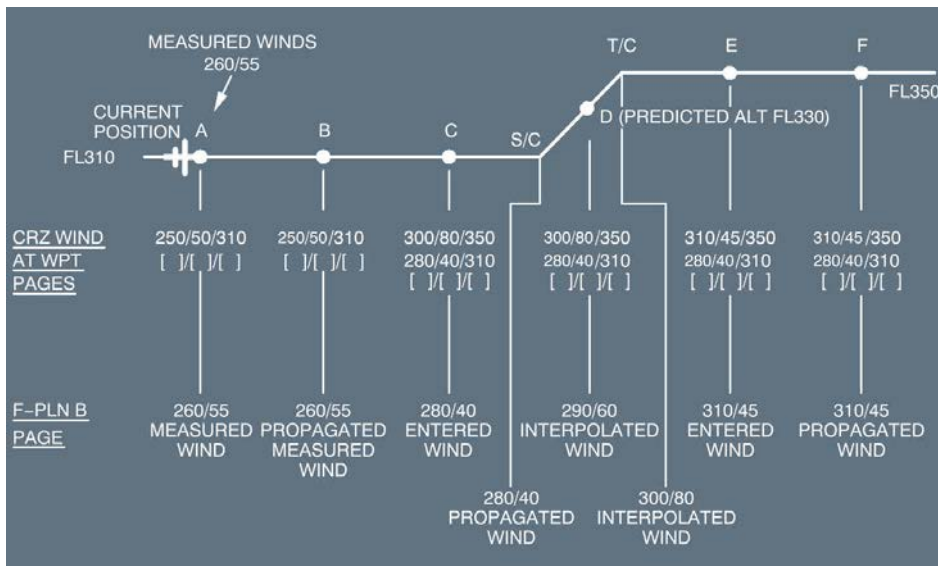 MEASURED WINDS
260/55
T/C
E
F
FL350
CURRENT
POSITION
A
B
C
S/C
D (PREDICTED ALT FL330)
FL310
CRZ WIND
AT WPT
PAGES
250/50/310
[ ]/[ ]/[ ]
250/50/310
[ ]/[ ]/[ ]
300/80/350
280/40/310
[ ]/[ ]/[ ]
300/80/350
280/40/310
[ ]/[ ]/[ ]
310/45/350
280/40/310
[ ]/[ ]/[ ]
310/45/350
280/40/310
[ ]/[ ]/[ ]
F-PLN B
PAGE
260/55
MEASURED
WIND
260/55
PROPAGATED
MEASURED
WIND
280/40
ENTERED
WIND
290/60
INTERPOLATED
WIND
310/45
ENTERED
WIND
310/45
PROPAGATED
WIND
280/40
PROPAGATED
WIND
300/80
INTERPOLATED
WIND